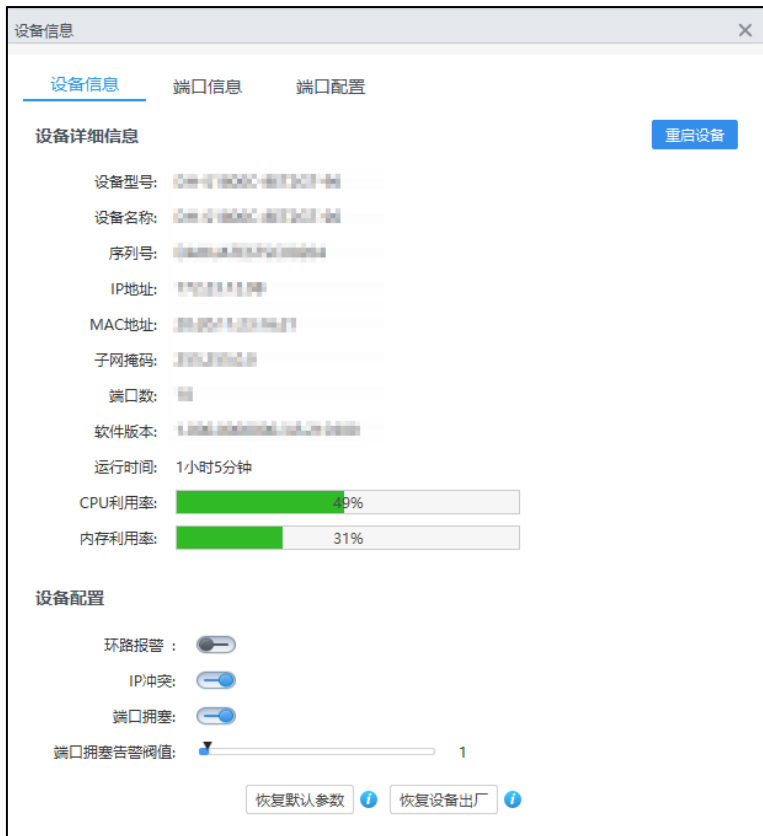 设备信息
设备信息 端口信息 端口配置
设备详细信息 重启设备
设备型号:
设备名称:
序列号:
IP地址:
MAC地址:
子网掩码:
端口数:
软件版本:
运行时间: 1小时5分钟
CPU利用率: 49%
内存利用率: 31%
设备配置
环路报警 :
IP冲突:
端口拥塞:
端口拥塞告警阀值: 1
恢复默认参数 恢复设备出厂